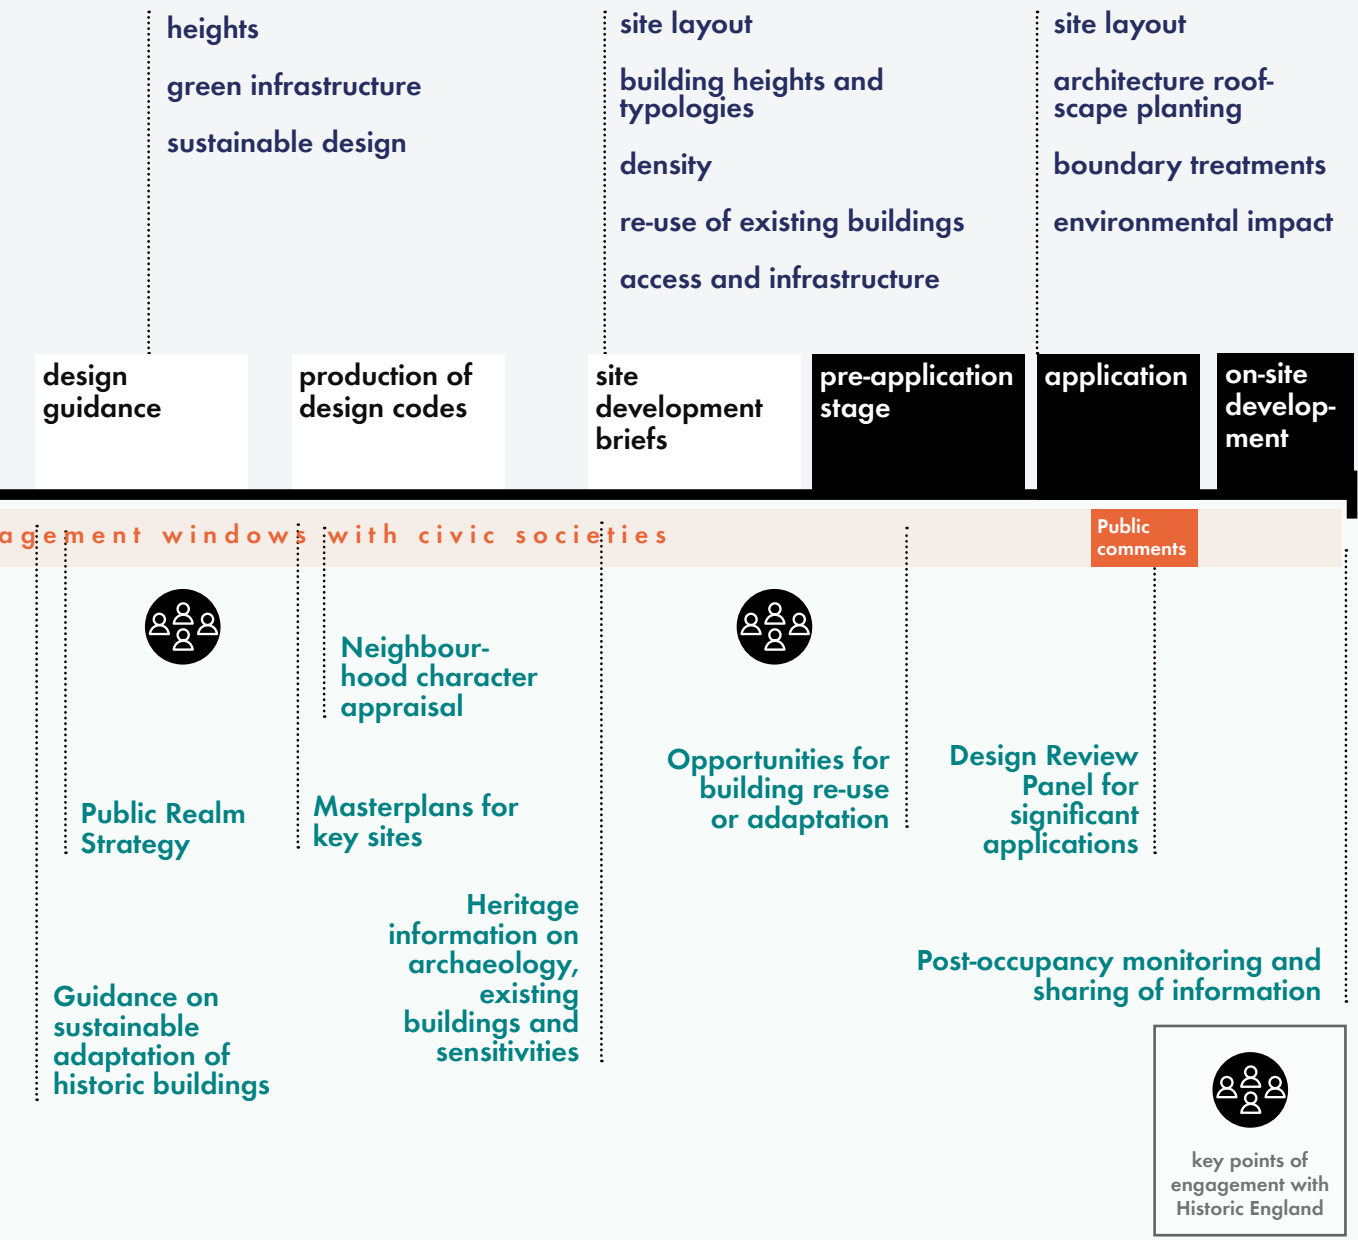 heights
green infrastructure
sustainable design
site layout
building heights and
typologies
density
re-use of existing buildings
access and infrastructure
site layout
architecture roof-
scape planting
boundary treatments
environmental impact
design
guidance
production of
design codes
site
development
briefs
pre-application
stage
application
on-site
develop-
ment
agement windows with civic societies
Public
comments
Neighbour-
hood character
appraisal
Public Realm
Strategy
Masterplans for
key sites
Opportunities for
building re-use
or adaptation
Design Review
Panel for
significant
applications
Heritage
information on
archaeology,
existing
buildings and
sensitivities
Guidance on
sustainable
adaptation of
historic buildings
Post-occupancy monitoring and
sharing of information
key points of
engagement with
Historic England